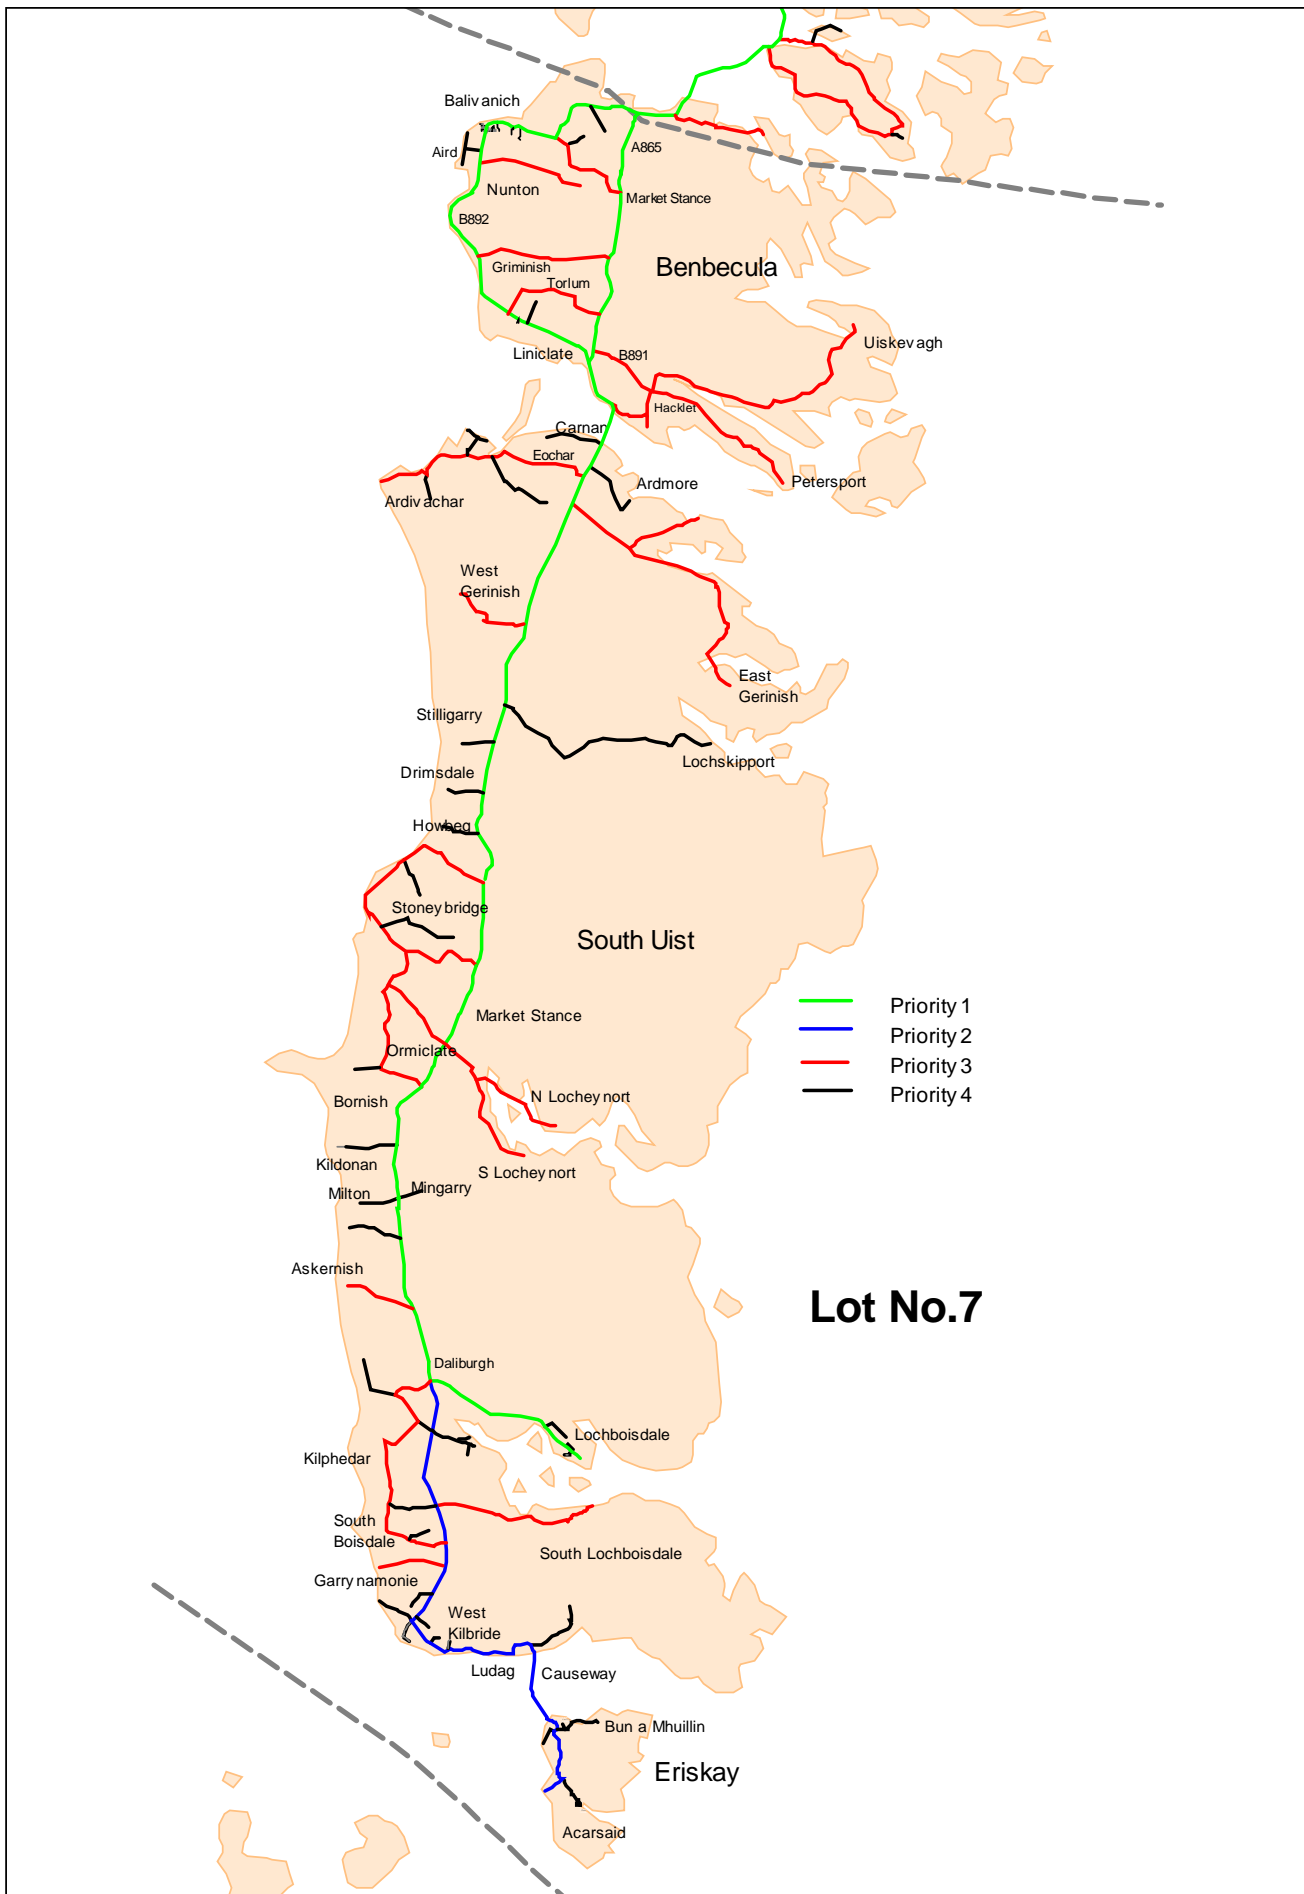 Balivanich
Aird
A865
Nunton
Market Stance
B892
Griminish
Benbecula
Torlum
Uiskevagh
Liniclate
B891
Hacklet
Carnan
Eochar
Ardmore
Petersport
Ardivachar
West
Gerinish
East
Gerinish
Stilligarry
Lochskipport
Drimsdale
Howbeg
Stoneybridge
South Uist
Priority 1
Market Stance
Priority 2
Ormiclate
Priority 3
Bornish
N Locheynort
Priority 4
Kildonan
S Locheynort
Milton
Mingarry
Askernish
Lot No.7
Daliburgh
Lochboisdale
Kilphedar
South
Boisdale
South Lochboisdale
Garrynamonie
West
Kilbride
Ludag
Causeway
Bun a Mhuillin
Eriskay
Acarsaid